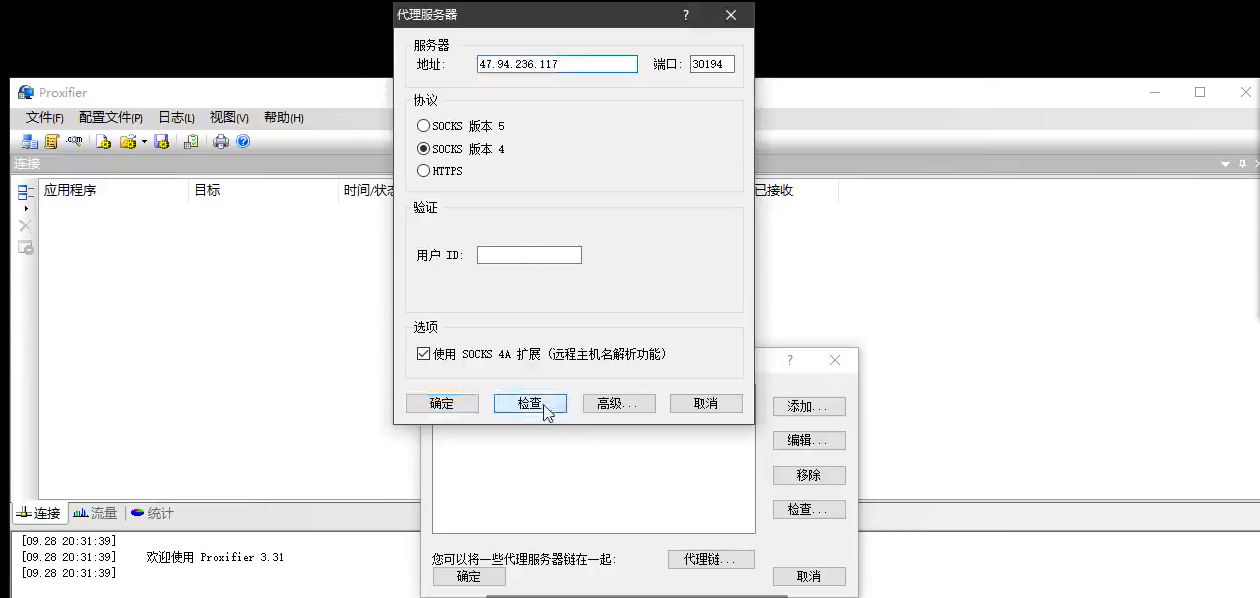 代理服务器
服务器
地址: 47.94.236.117 端口: 30194
协议
SOCKS 版本 5
SOCKS 版本 4
HTTPS
验证
用户 ID:
选项
使用 SOCKS 4A 扩展 (远程主机名解析功能)
确定 检查 高级... 取消
Proxifier
文件(F) 配置文件(P) 日志(L) 视图(V) 帮助(H)
连接
应用程序 目标 时间/状态 已接收
添加...
编辑...
移除
检查...
您可以将一些代理服务器链在一起: 代理链...
确定 取消
连接 流量 统计
[09.28 20:31:39]
[09.28 20:31:39] 欢迎使用 Proxifier 3.31
[09.28 20:31:39]